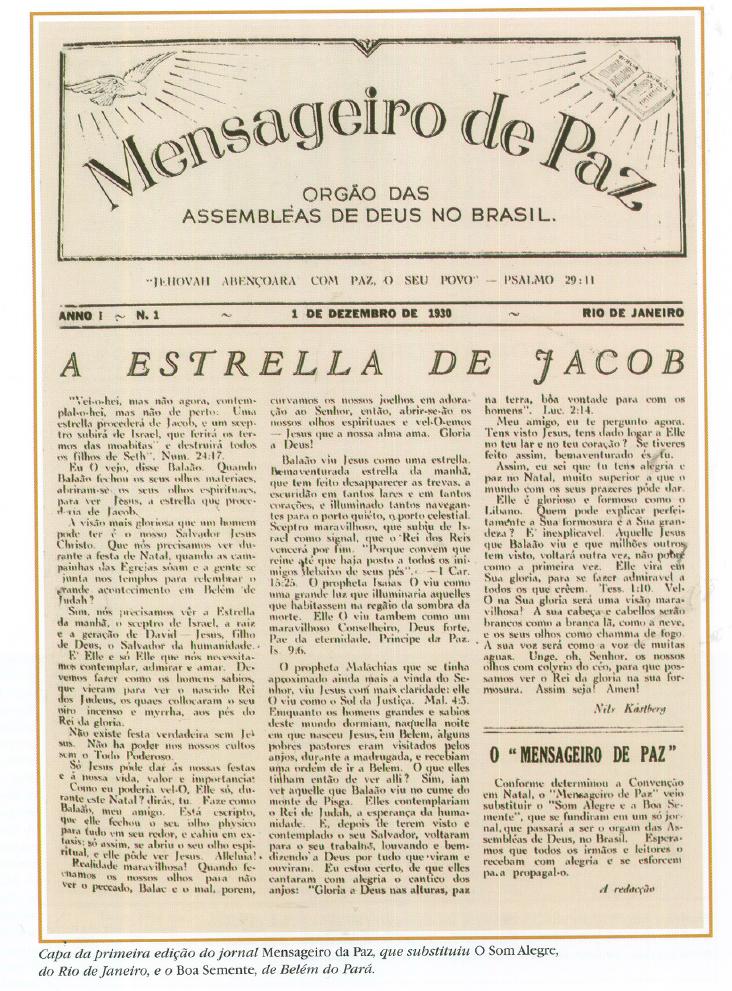 Mensageiro de Paz
ORGÃO DAS
ASSEMBLÉAS DE DEUS NO BRASIL.
"JEHOVAH ABENÇOARA COM PAZ, O SEU POVO" — PSALMO 29:11
ANNO I ~ N. 1 ~ 1 DE DEZEMBRO DE 1930 ~ RIO DE JANEIRO
A ESTRELLA DE JACOB
"Vel-o-hei, mas não agora, contem-
plal-o-hei, mas não de perto: Uma
estrella procederá de Jacob, e um sce-
ptro subirá de Israel, que ferirá os ter-
mos das moabitas" e destruirá todos
os filhos de Seth". Num. 24:17.
Eu O vejo, disse Balaão. Quando
Balaão fechou os seus olhos materiaes,
abriram-se os seus olhos espirituaes,
para ver Jesus, a estrella que proce-
deria de Jacob.
A visão mais gloriosa que um homem
pode ter é o nosso Salvador Jesus
Christo. Que nós precisamos ver du-
rante a festa de Natal, quando as cam-
painhas das Egrejas sôam e a gente se
junta nos templos para relembrar o
grande acontecimento em Belém de
Judah?
Sim, nós precisamos vêr a Estrella
da manhã, o sceptro de Israel, a raiz
e a geração de David — Jesus, filho
de Deus, o Salvador da humanidade.
E' Elle e só Elle que nós necessita-
mos contemplar, admirar e amar. De-
vemos fazer como os homens sabios,
que vieram para ver o nascido Rei
dos Judeus, os quaes collocaram o seu
oiro incenso e myrrha, aos pés do
Rei da gloria.
Não existe festa verdadeira sem Je-
sus. Não ha poder nos nossos cultos
sem o Todo Poderoso.
Só Jesus póde dar ás nossas festas
e á nossa vida, valor e importancia!
Como eu poderia vel-O, Elle só, du-
rante este Natal? dirás, tu. Faze como
Balaão, meu amigo. Está escripto,
que elle fechou o seu olho physico
para tudo em seu redor, e cahiu em ex-
tasis; só assim, se abriu o seu olho espi-
ritual, e elle pôde ver Jesus. Alleluia!
Realidade maravilhosa! Quando fe-
chamos os nossos olhos para não
ver o peccado, Balac e o mal, porem,
curvamos os nossos joelhos em adora-
ção ao Senhor, então, abrir-se-ão os
nossos olhos espirituaes e vel-O-emos
— Jesus que a nossa alma ama. Gloria
a Deus!
Balaão viu Jesus como uma estrella.
Bemaventurada estrella da manhã,
que tem feito desapparecer as trevas, a
escuridão em tantos lares e em tantos
corações, e illuminado tantos navegan-
tes para o porto quiéto, o porto celestial.
Sceptro maravilhoso, que subiu de Is-
rael como signal, que o Rei dos Reis
vencerá por fim. "Porque convem que
reine até que haja posto a todos os ini-
migos debaixo de seus pés". — I Car.
15:25. O propheta Isaias O viu como
uma grande luz que illuminaria aquelles
que habitassem na regaõo da sombra da
morte. Elle O viu tambem como um
maravilhoso Conselheiro, Deus forte,
Pae da eternidade, Principe da Paz.
Is. 9:6.
O propheta Malachias que se tinha
apoximado ainda mais a vinda do Se-
nhor, viu Jesus com mais claridade: elle
O viu como o Sol da Justiça. Mal. 4:3.
Emquanto os homens grandes e sabios
deste mundo dormiam, naquella noite
em que nasceu Jesus, em Belém, alguns
pobres pastores eram visitados pelos
anjos, durante a madrugada, e recebiam
uma ordem de ir a Belem. O que elles
tinham então de ver alli? Sim, iam
ver aquelle que Balaão viu no cume do
monte de Pisga. Elles contemplariam
o Rei de Judah, a esperança da huma-
nidade. E, depois de terem visto e
contemplado o seu Salvador, voltaram
para o seu trabalho, louvando e bem-
dizendo a Deus por tudo que viram e
ouviram. Eu estou certo, de que elles
cantaram com alegria o cantico dos
anjos: "Gloria a Deus nas alturas, paz
na terra, bôa vontade para com os
homens". Luc. 2:14.
Meu amigo, eu te pergunto agora.
Tens visto Jesus, tens dado logar a Elle
no teu lar e no teu coração? Se tiveres
feito assim, bemaventurado és tu.
Assim, eu sei que tu tens alegria e
paz no Natal, muito superior a que o
mundo com os seus prazeres póde dar.
Elle é glorioso e formoso como o
Libano. Quem pode explicar perfei-
tamente a Sua formosura e a Sua gran-
deza? E' inexplicavel. Aquelle Jesus
que Balaão viu e que milhões outros
tem visto, voltará outra vez, não pobre
como a primeira vez. Elle virá em
Sua gloria, para se fazer admiravel a
todos os que crêem. Tess. 1:10. Vel-
O na Sua gloria será uma visão mara-
vilhosa! A sua cabeça e cabellos serão
brancos como a branca lã, como a neve,
e os seus olhos como chamma de fogo.
A sua voz será como a voz de muitas
aguas. Unge, oh, Senhor, os nossos
olhos com colyrio do céo, para que pos-
samos ver o Rei da gloria na sua for-
mosura. Assim seja! Amen!
Nils Kastberg
O "MENSAGEIRO DE PAZ"
Conforme determinou a Convenção
em Natal, o "Mensageiro de Paz" veio
substituir o "Som Alegre e a Boa Se-
mente", que se fundiram em um só jor-
nal, que passará a ser o orgam das As-
sembléas de Deus, no Brasil. Espera-
mos que todos os irmãos e leitores o
recebam com alegria e se esforcem
para propagal-o.
A redacção
Capa da primeira edição do jornal Mensageiro da Paz, que substituiu O Som Alegre,
do Rio de Janeiro, e o Boa Semente, de Belém do Pará.